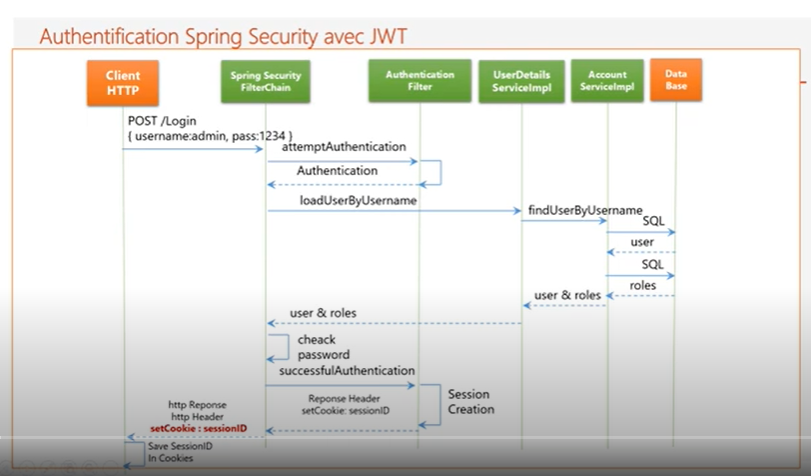 Authentification Spring Security avec JWT
Client
HTTP
Spring Security
FilterChain
Authentication
Filter
UserDetails
ServiceImpl
Account
ServiceImpl
Data
Base
POST /Login
{ username:admin, pass:1234 }
attemptAuthentication
Authentication
loadUserByUsername
findUserByUsername
SQL
user
SQL
roles
user & roles
user & roles
cheack
password
successfulAuthentication
Reponse Header
setCookie: sessionID
Session
Creation
http Reponse
http Header
setCookie : sessionID
Save SessionID
In Cookies